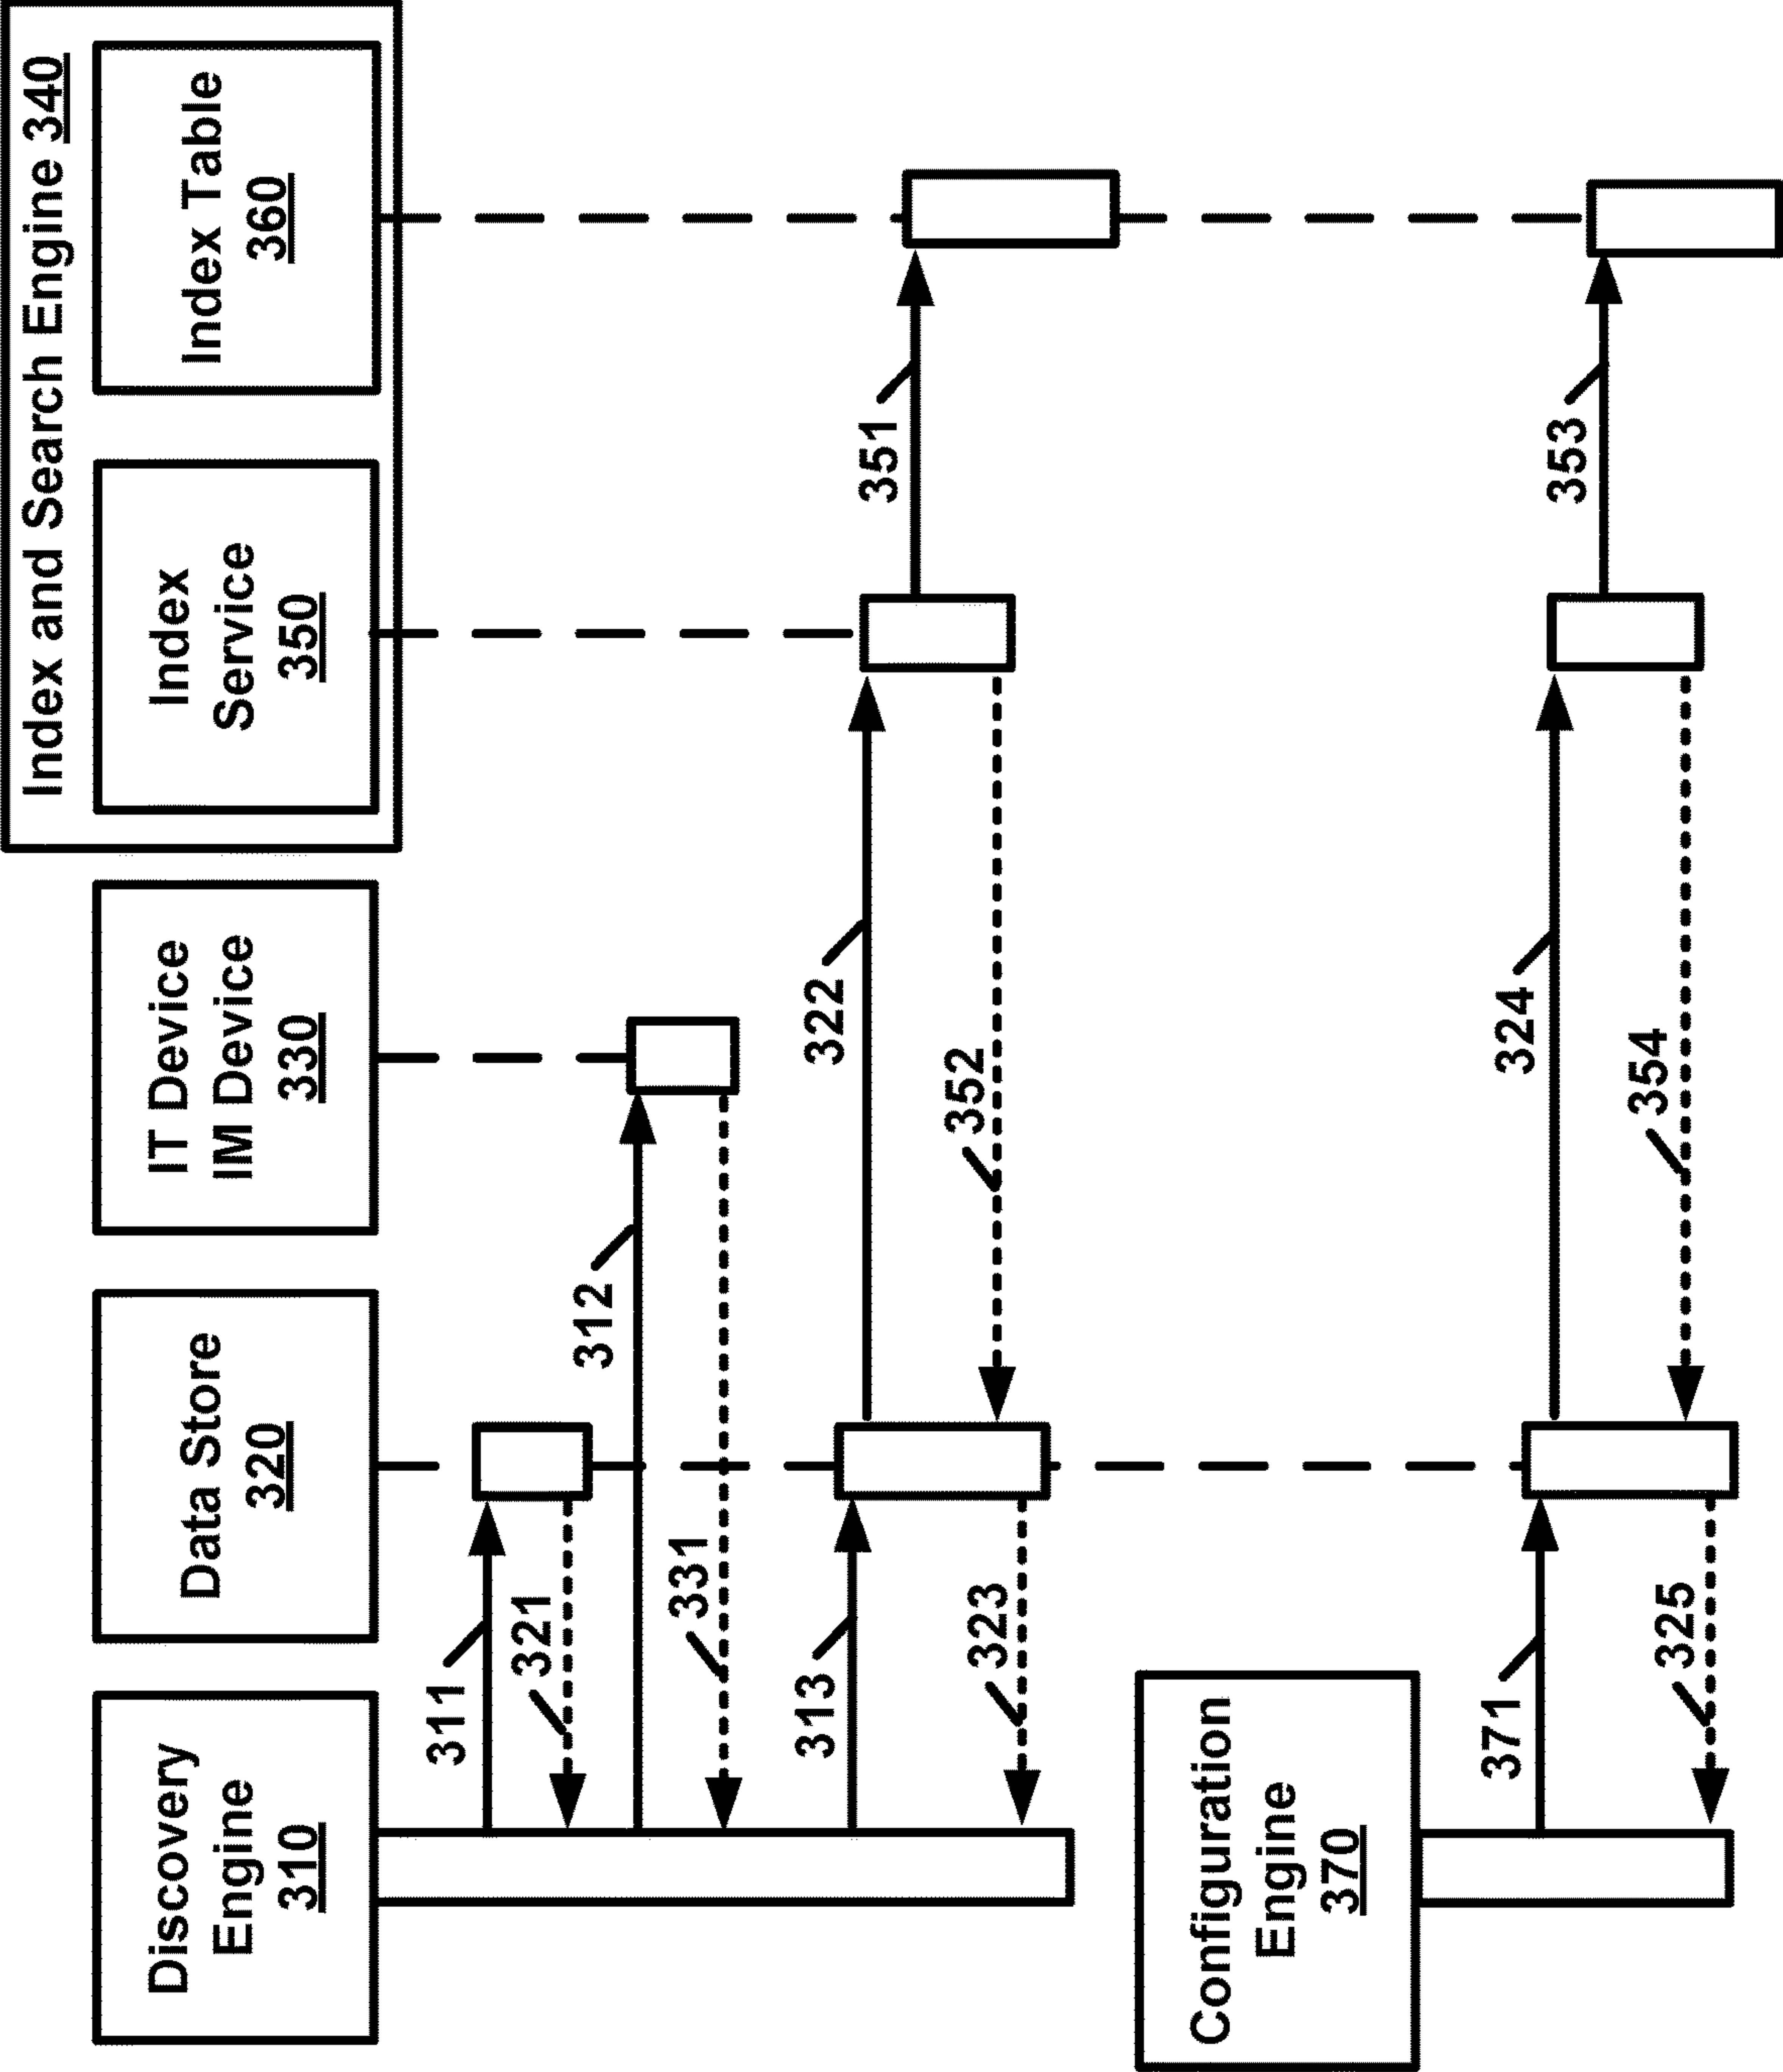 Discovery
Engine
310
Data Store
320
IT Device
IM Device
330
Index and Search Engine 340
Index
Service
350
Index Table
360
311
321
312
331
313
322
351
352
323
Configuration
Engine
370
371
324
353
354
325